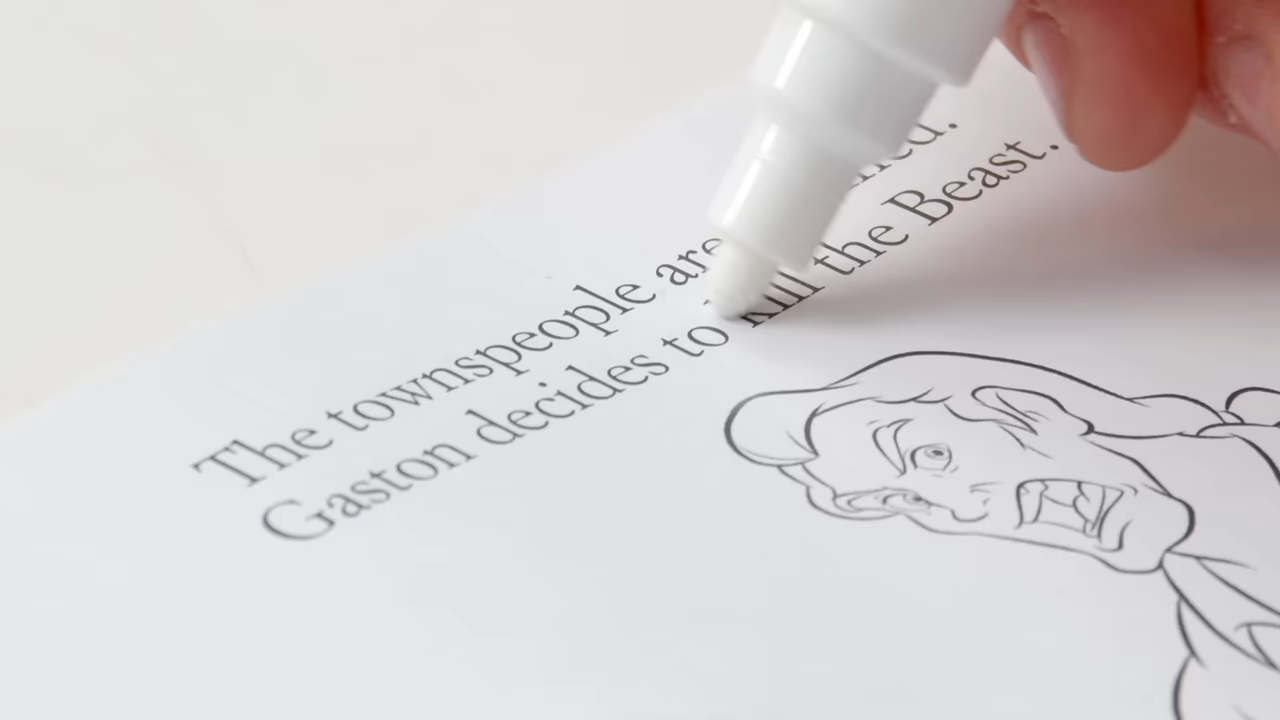 The townspeople are
Gaston decides to kill the Beast.